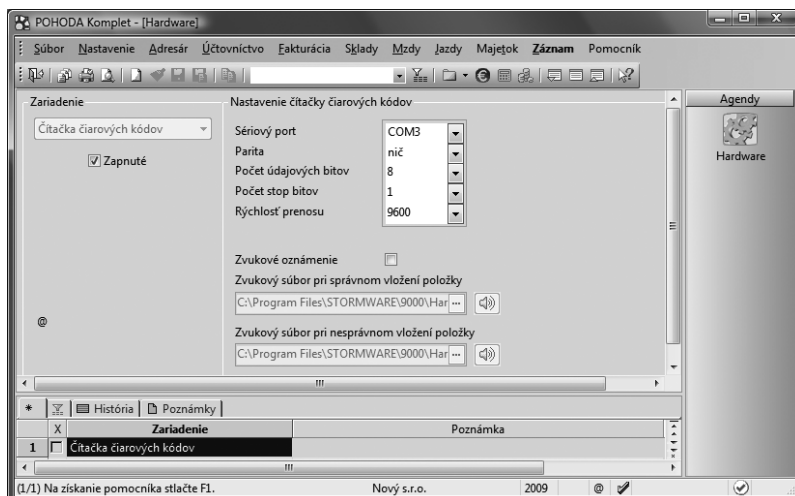 POHODA Komplet - [Hardware]
Súbor Nastavenie Adresár Účtovníctvo Fakturácia Sklady Mzdy Jazdy Majetok Záznam Pomocník
Zariadenie
Čítačka čiarových kódov
Zapnuté
@
Nastavenie čítačky čiarových kódov
Sériový port COM3
Parita nič
Počet údajových bitov 8
Počet stop bitov 1
Rýchlosť prenosu 9600
Zvukové oznámenie
Zvukový súbor pri správnom vložení položky
C:\Program Files\STORMWARE\9000\Har ...
Zvukový súbor pri nesprávnom vložení položky
C:\Program Files\STORMWARE\9000\Har ...
Agendy
Hardware
* História Poznámky
X Zariadenie Poznámka
1 Čítačka čiarových kódov
(1/1) Na získanie pomocníka stlačte F1. Nový s.r.o. 2009 @